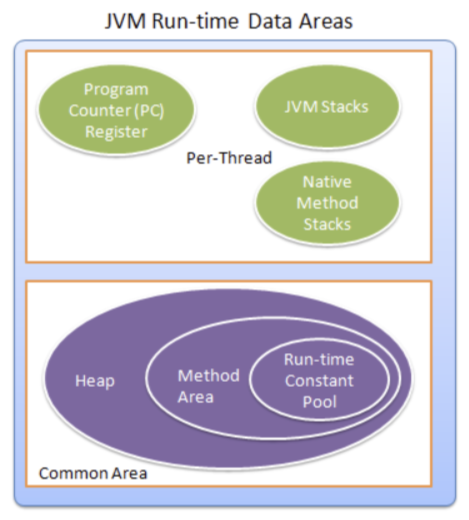 JVM Run-time Data Areas
Program
Counter (PC)
Register
JVM Stacks
Per-Thread
Native
Method
Stacks
Heap
Method
Area
Run-time
Constant
Pool
Common Area